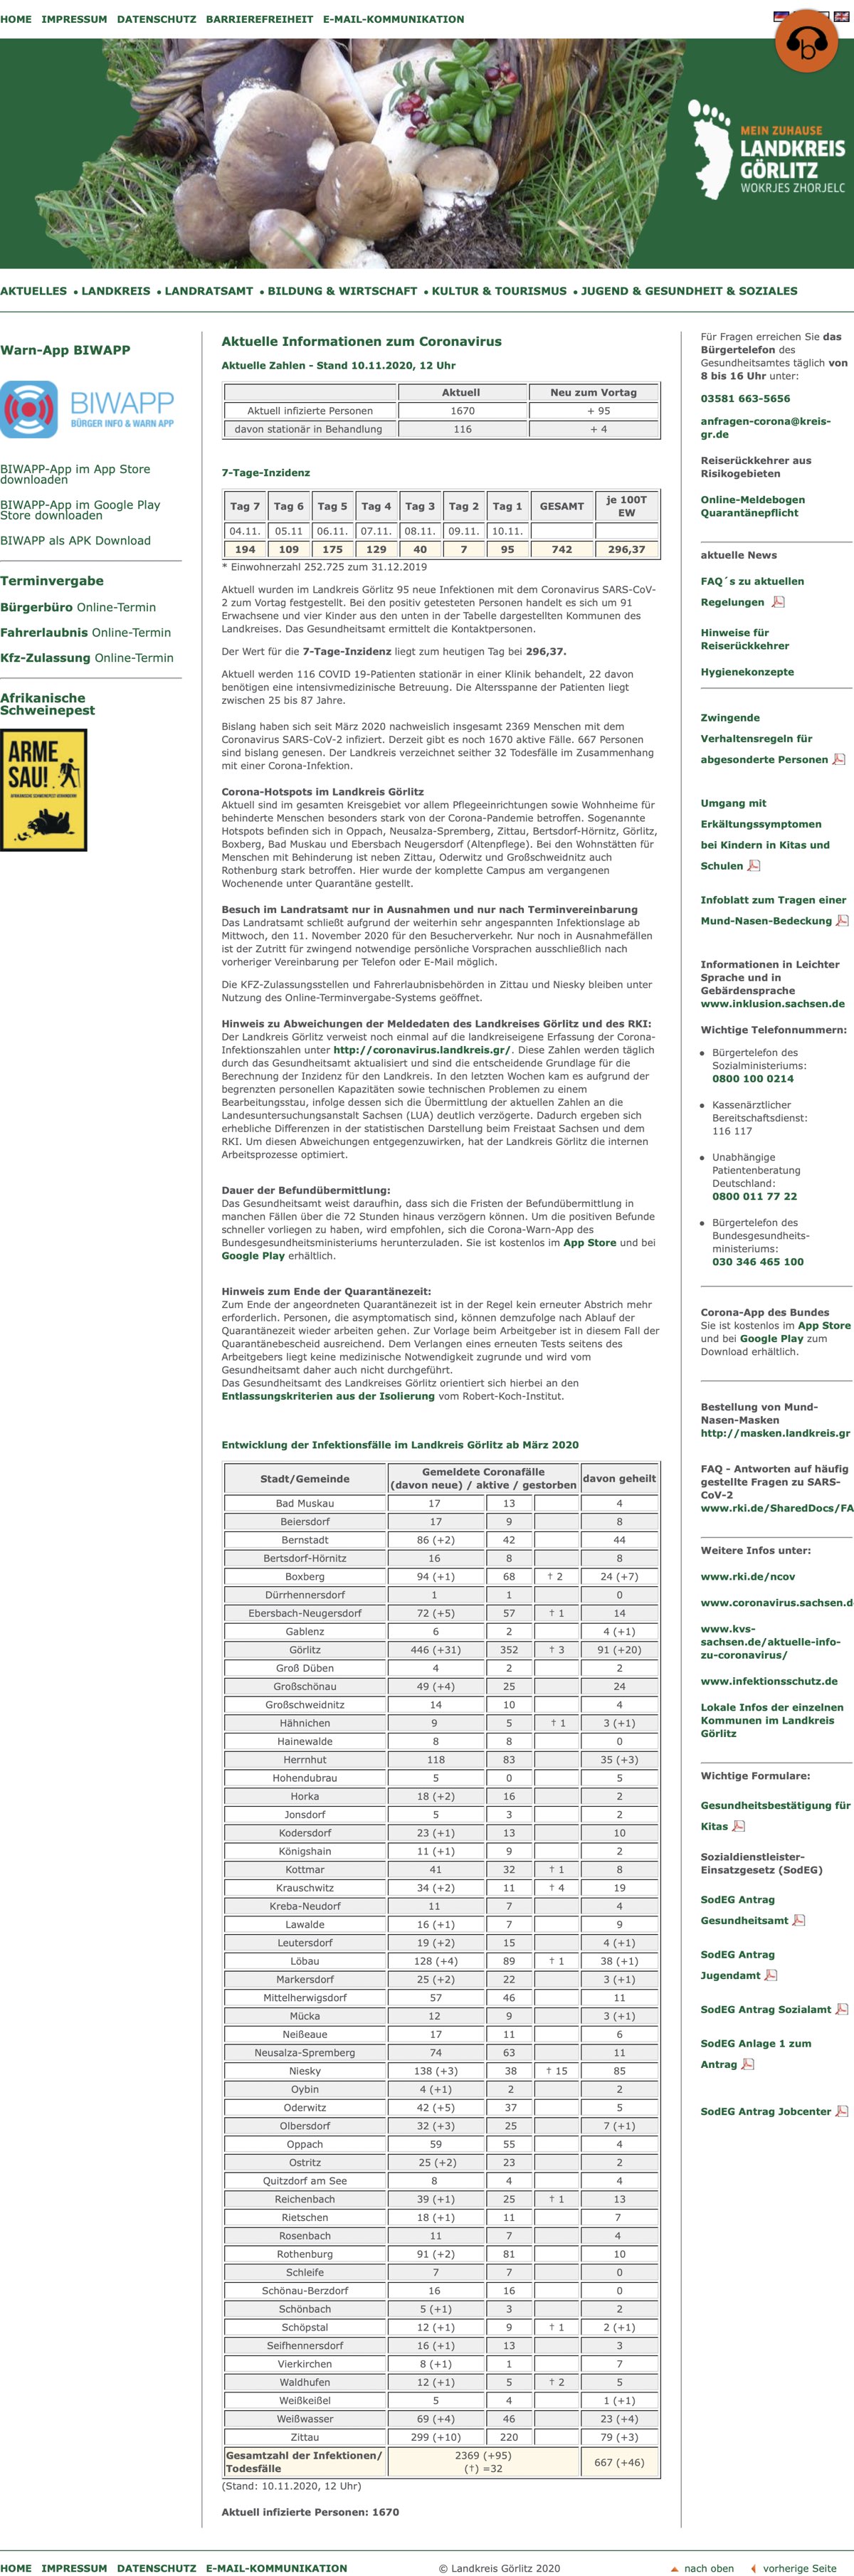 HOME IMPRESSUM DATENSCHUTZ BARRIEREFREIHEIT E-MAIL-KOMMUNIKATION
b
MEIN ZUHAUSE
LANDKREIS
GÖRLITZ
WOKRJES ZHORJELC
AKTUELLES • LANDKREIS • LANDRATSAMT • BILDUNG & WIRTSCHAFT • KULTUR & TOURISMUS • JUGEND & GESUNDHEIT & SOZIALES
Warn-App BIWAPP
BIWAPP
BÜRGER INFO & WARN APP
BIWAPP-App im App Store
downloaden
BIWAPP-App im Google Play
Store downloaden
BIWAPP als APK Download
Terminvergabe
Bürgerbüro Online-Termin
Fahrerlaubnis Online-Termin
Kfz-Zulassung Online-Termin
Afrikanische
Schweinepest
ARME
SAU!
Aktuelle Informationen zum Coronavirus
Aktuelle Zahlen - Stand 10.11.2020, 12 Uhr
Aktuell Neu zum Vortag
Aktuell infizierte Personen 1670 + 95
davon stationär in Behandlung 116 + 4
7-Tage-Inzidenz
Tag 7 Tag 6 Tag 5 Tag 4 Tag 3 Tag 2 Tag 1 GESAMT je 100T
EW
04.11. 05.11 06.11. 07.11. 08.11. 09.11. 10.11.
194 109 175 129 40 7 95 742 296,37
* Einwohnerzahl 252.725 zum 31.12.2019
Aktuell wurden im Landkreis Görlitz 95 neue Infektionen mit dem Coronavirus SARS-CoV-
2 zum Vortag festgestellt. Bei den positiv getesteten Personen handelt es sich um 91
Erwachsene und vier Kinder aus den unten in der Tabelle dargestellten Kommunen des
Landkreises. Das Gesundheitsamt ermittelt die Kontaktpersonen.
Der Wert für die 7-Tage-Inzidenz liegt zum heutigen Tag bei 296,37.
Aktuell werden 116 COVID 19-Patienten stationär in einer Klinik behandelt, 22 davon
benötigen eine intensivmedizinische Betreuung. Die Altersspanne der Patienten liegt
zwischen 25 bis 87 Jahre.
Bislang haben sich seit März 2020 nachweislich insgesamt 2369 Menschen mit dem
Coronavirus SARS-CoV-2 infiziert. Derzeit gibt es noch 1670 aktive Fälle. 667 Personen
sind bislang genesen. Der Landkreis verzeichnet seither 32 Todesfälle im Zusammenhang
mit einer Corona-Infektion.
Corona-Hotspots im Landkreis Görlitz
Aktuell sind im gesamten Kreisgebiet vor allem Pflegeeinrichtungen sowie Wohnheime für
behinderte Menschen besonders stark von der Corona-Pandemie betroffen. Sogenannte
Hotspots befinden sich in Oppach, Neusalza-Spremberg, Zittau, Bertsdorf-Hörnitz, Görlitz,
Boxberg, Bad Muskau und Ebersbach Neugersdorf (Altenpflege). Bei den Wohnstätten für
Menschen mit Behinderung ist neben Zittau, Oderwitz und Großschweidnitz auch
Rothenburg stark betroffen. Hier wurde der komplette Campus am vergangenen
Wochenende unter Quarantäne gestellt.
Besuch im Landratsamt nur in Ausnahmen und nur nach Terminvereinbarung
Das Landratsamt schließt aufgrund der weiterhin sehr angespannten Infektionslage ab
Mittwoch, den 11. November 2020 für den Besucherverkehr. Nur noch in Ausnahmefällen
ist der Zutritt für zwingend notwendige persönliche Vorsprachen ausschließlich nach
vorheriger Vereinbarung per Telefon oder E-Mail möglich.
Die KFZ-Zulassungsstellen und Fahrerlaubnisbehörden in Zittau und Niesky bleiben unter
Nutzung des Online-Terminvergabe-Systems geöffnet.
Hinweis zu Abweichungen der Meldedaten des Landkreises Görlitz und des RKI:
Der Landkreis Görlitz verweist noch einmal auf die landkreiseigene Erfassung der Corona-
Infektionszahlen unter http://coronavirus.landkreis.gr/. Diese Zahlen werden täglich
durch das Gesundheitsamt aktualisiert und sind die entscheidende Grundlage für die
Berechnung der Inzidenz für den Landkreis. In den letzten Wochen kam es aufgrund der
begrenzten personellen Kapazitäten sowie technischen Problemen zu einem
Bearbeitungsstau, infolge dessen sich die Übermittlung der aktuellen Zahlen an die
Landesuntersuchungsanstalt Sachsen (LUA) deutlich verzögerte. Dadurch ergeben sich
erhebliche Differenzen in der statistischen Darstellung beim Freistaat Sachsen und dem
RKI. Um diesen Abweichungen entgegenzuwirken, hat der Landkreis Görlitz die internen
Arbeitsprozesse optimiert.
Dauer der Befundübermittlung:
Das Gesundheitsamt weist daraufhin, dass sich die Fristen der Befundübermittlung in
manchen Fällen über die 72 Stunden hinaus verzögern können. Um die positiven Befunde
schneller vorliegen zu haben, wird empfohlen, sich die Corona-Warn-App des
Bundesgesundheitsministeriums herunterzuladen. Sie ist kostenlos im App Store und bei
Google Play erhältlich.
Hinweis zum Ende der Quarantänezeit:
Zum Ende der angeordneten Quarantänezeit ist in der Regel kein erneuter Abstrich mehr
erforderlich. Personen, die asymptomatisch sind, können demzufolge nach Ablauf der
Quarantänezeit wieder arbeiten gehen. Zur Vorlage beim Arbeitgeber ist in diesem Fall der
Quarantänebescheid ausreichend. Dem Verlangen eines erneuten Tests seitens des
Arbeitgebers liegt keine medizinische Notwendigkeit zugrunde und wird vom
Gesundheitsamt daher auch nicht durchgeführt.
Das Gesundheitsamt des Landkreises Görlitz orientiert sich hierbei an den
Entlassungskriterien aus der Isolierung vom Robert-Koch-Institut.
Entwicklung der Infektionsfälle im Landkreis Görlitz ab März 2020
Stadt/Gemeinde Gemeldete Coronafälle
(davon neue) / aktive / gestorben davon geheilt
Bad Muskau 17 13 4
Beiersdorf 17 9 8
Bernstadt 86 (+2) 42 44
Bertsdorf-Hörnitz 16 8 8
Boxberg 94 (+1) 68 † 2 24 (+7)
Dürrhennersdorf 1 1 0
Ebersbach-Neugersdorf 72 (+5) 57 † 1 14
Gablenz 6 2 4 (+1)
Görlitz 446 (+31) 352 † 3 91 (+20)
Groß Düben 4 2 2
Großschönau 49 (+4) 25 24
Großschweidnitz 14 10 4
Hähnichen 9 5 † 1 3 (+1)
Hainewalde 8 8 0
Herrnhut 118 83 35 (+3)
Hohendubrau 5 0 5
Horka 18 (+2) 16 2
Jonsdorf 5 3 2
Kodersdorf 23 (+1) 13 10
Königshain 11 (+1) 9 2
Kottmar 41 32 † 1 8
Krauschwitz 34 (+2) 11 † 4 19
Kreba-Neudorf 11 7 4
Lawalde 16 (+1) 7 9
Leutersdorf 19 (+2) 15 4 (+1)
Löbau 128 (+4) 89 † 1 38 (+1)
Markersdorf 25 (+2) 22 3 (+1)
Mittelherwigsdorf 57 46 11
Mücka 12 9 3 (+1)
Neißeaue 17 11 6
Neusalza-Spremberg 74 63 11
Niesky 138 (+3) 38 † 15 85
Oybin 4 (+1) 2 2
Oderwitz 42 (+5) 37 5
Olbersdorf 32 (+3) 25 7 (+1)
Oppach 59 55 4
Ostritz 25 (+2) 23 2
Quitzdorf am See 8 4 4
Reichenbach 39 (+1) 25 † 1 13
Rietschen 18 (+1) 11 7
Rosenbach 11 7 4
Rothenburg 91 (+2) 81 10
Schleife 7 7 0
Schönau-Berzdorf 16 16 0
Schönbach 5 (+1) 3 2
Schöpstal 12 (+1) 9 † 1 2 (+1)
Seifhennersdorf 16 (+1) 13 3
Vierkirchen 8 (+1) 1 7
Waldhufen 12 (+1) 5 † 2 5
Weißkeißel 5 4 1 (+1)
Weißwasser 69 (+4) 46 23 (+4)
Zittau 299 (+10) 220 79 (+3)
Gesamtzahl der Infektionen/
Todesfälle 2369 (+95)
(†) =32 667 (+46)
(Stand: 10.11.2020, 12 Uhr)
Aktuell infizierte Personen: 1670
Für Fragen erreichen Sie das
Bürgertelefon des
Gesundheitsamtes täglich von
8 bis 16 Uhr unter:
03581 663-5656
anfragen-corona@kreis-
gr.de
Reiserückkehrer aus
Risikogebieten
Online-Meldebogen
Quarantänepflicht
aktuelle News
FAQ´s zu aktuellen
Regelungen
Hinweise für
Reiserückkehrer
Hygienekonzepte
Zwingende
Verhaltensregeln für
abgesonderte Personen
Umgang mit
Erkältungssymptomen
bei Kindern in Kitas und
Schulen
Infoblatt zum Tragen einer
Mund-Nasen-Bedeckung
Informationen in Leichter
Sprache und in
Gebärdensprache
www.inklusion.sachsen.de
Wichtige Telefonnummern:
• Bürgertelefon des
Sozialministeriums:
0800 100 0214
• Kassenärztlicher
Bereitschaftsdienst:
116 117
• Unabhängige
Patientenberatung
Deutschland:
0800 011 77 22
• Bürgertelefon des
Bundesgesundheits-
ministeriums:
030 346 465 100
Corona-App des Bundes
Sie ist kostenlos im App Store
und bei Google Play zum
Download erhältlich.
Bestellung von Mund-
Nasen-Masken
http://masken.landkreis.gr
FAQ - Antworten auf häufig
gestellte Fragen zu SARS-
CoV-2
www.rki.de/SharedDocs/FA
Weitere Infos unter:
www.rki.de/ncov
www.coronavirus.sachsen.d
www.kvs-
sachsen.de/aktuelle-info-
zu-coronavirus/
www.infektionsschutz.de
Lokale Infos der einzelnen
Kommunen im Landkreis
Görlitz
Wichtige Formulare:
Gesundheitsbestätigung für
Kitas
Sozialdienstleister-
Einsatzgesetz (SodEG)
SodEG Antrag
Gesundheitsamt
SodEG Antrag
Jugendamt
SodEG Antrag Sozialamt
SodEG Anlage 1 zum
Antrag
SodEG Antrag Jobcenter
HOME IMPRESSUM DATENSCHUTZ E-MAIL-KOMMUNIKATION © Landkreis Görlitz 2020 nach oben vorherige Seite